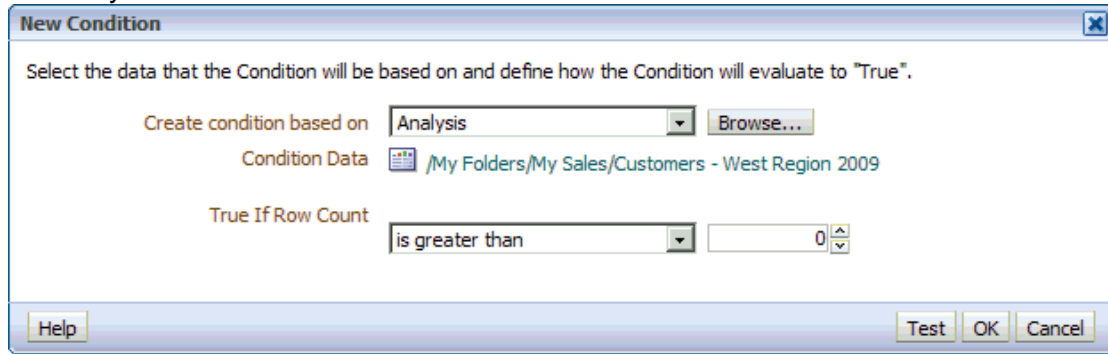 New Condition
Select the data that the Condition will be based on and define how the Condition will evaluate to "True".
Create condition based on Analysis Browse...
Condition Data /My Folders/My Sales/Customers - West Region 2009
True If Row Count
is greater than 0
Help Test OK Cancel